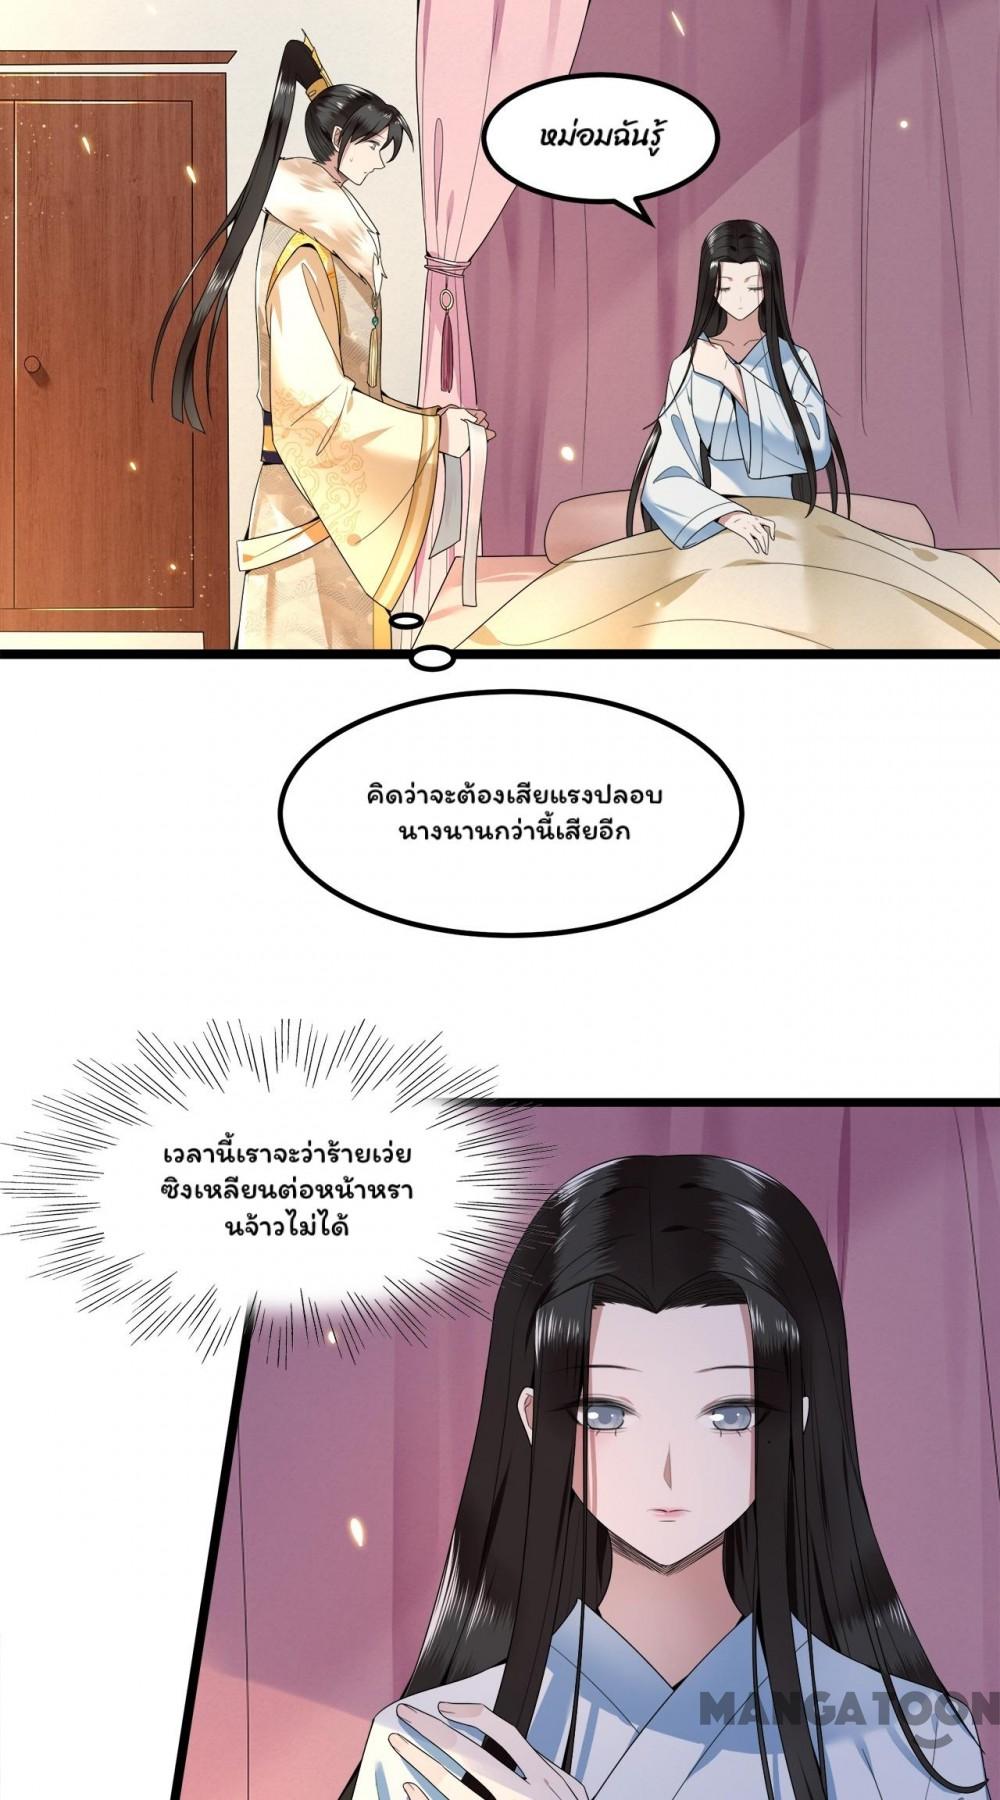 หม่อมฉันรู้
คิดว่าจะต้องเสียแรงปลอบ
นางนานกว่านี้เสียอีก
เวลานี้เราจะว่าร้ายเว่ย
ซิงเหลียนต่อหน้าหรา
นจ้าวไม่ได้
MANGATOON